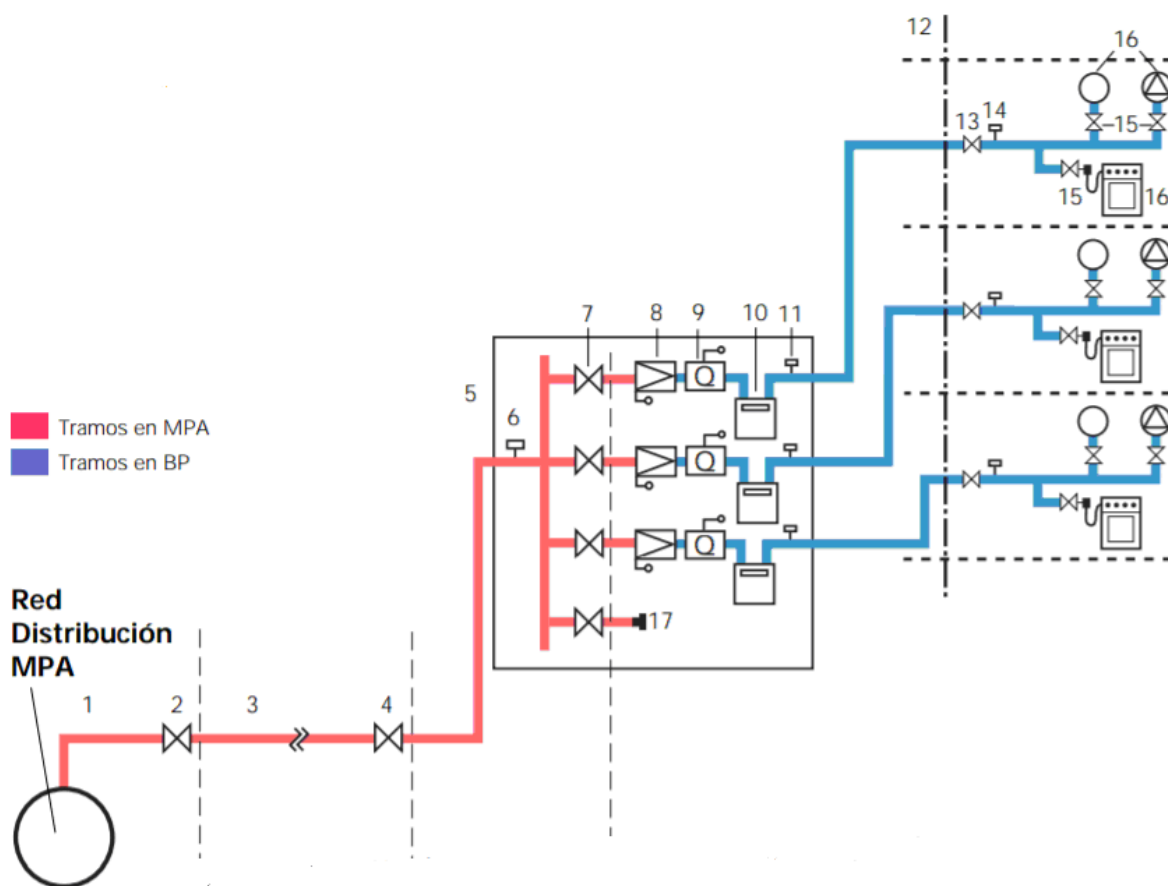 12
16
13 14
15
15
16
7 8 9 10 11
5
6
Q
Q
Q
17
Tramos en MPA
Tramos en BP
Red
Distribución
MPA
1 2 3 4